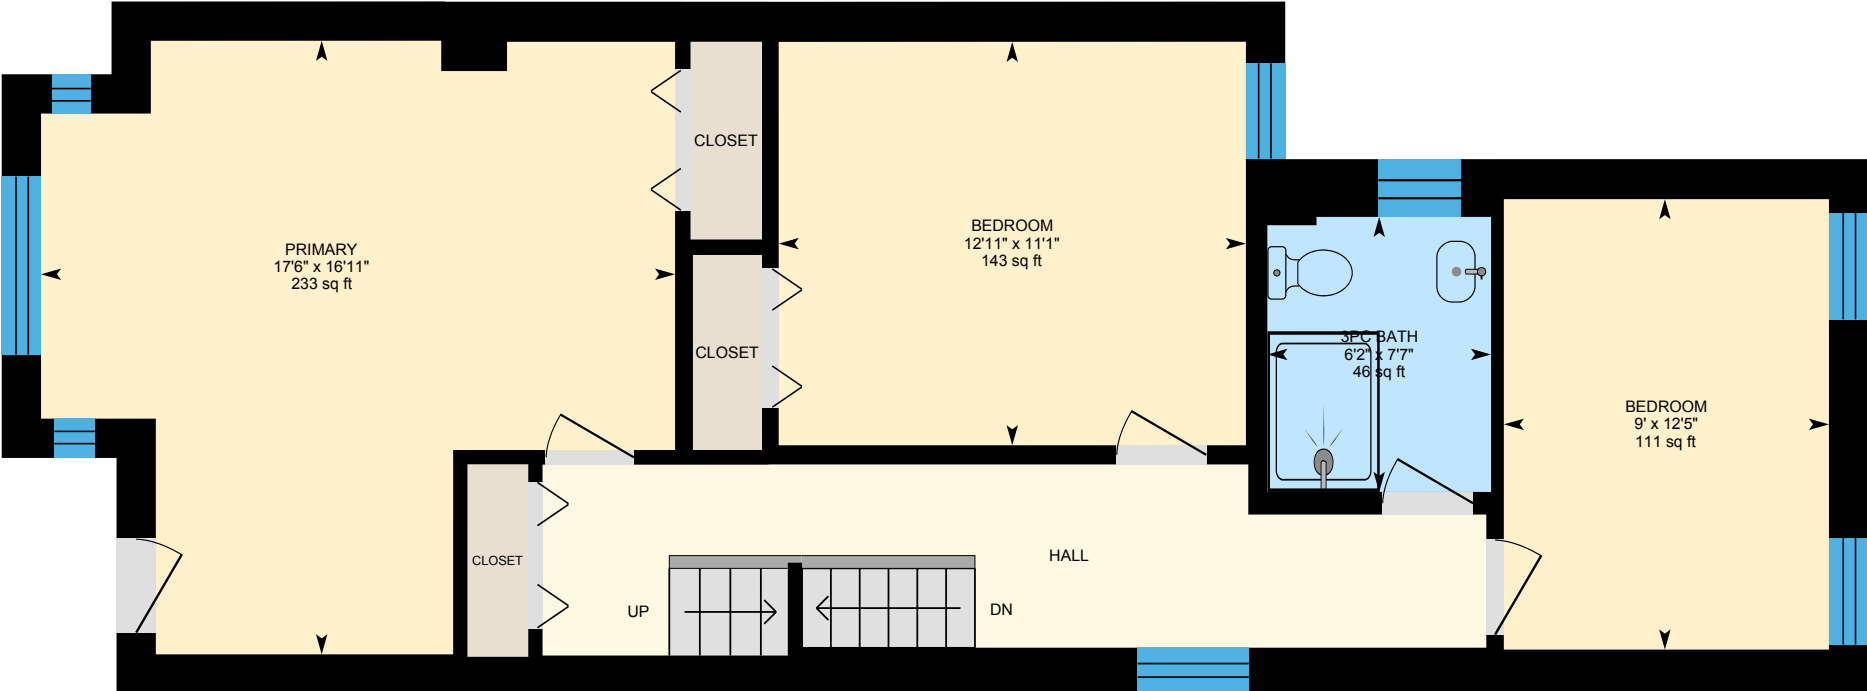 PRIMARY
17'6" x 16'11"
233 sq ft
CLOSET
CLOSET
BEDROOM
12'11" x 11'1"
143 sq ft
3PC BATH
6'2" x 7'7"
46 sq ft
BEDROOM
9' x 12'5"
111 sq ft
CLOSET
UP
DN
HALL